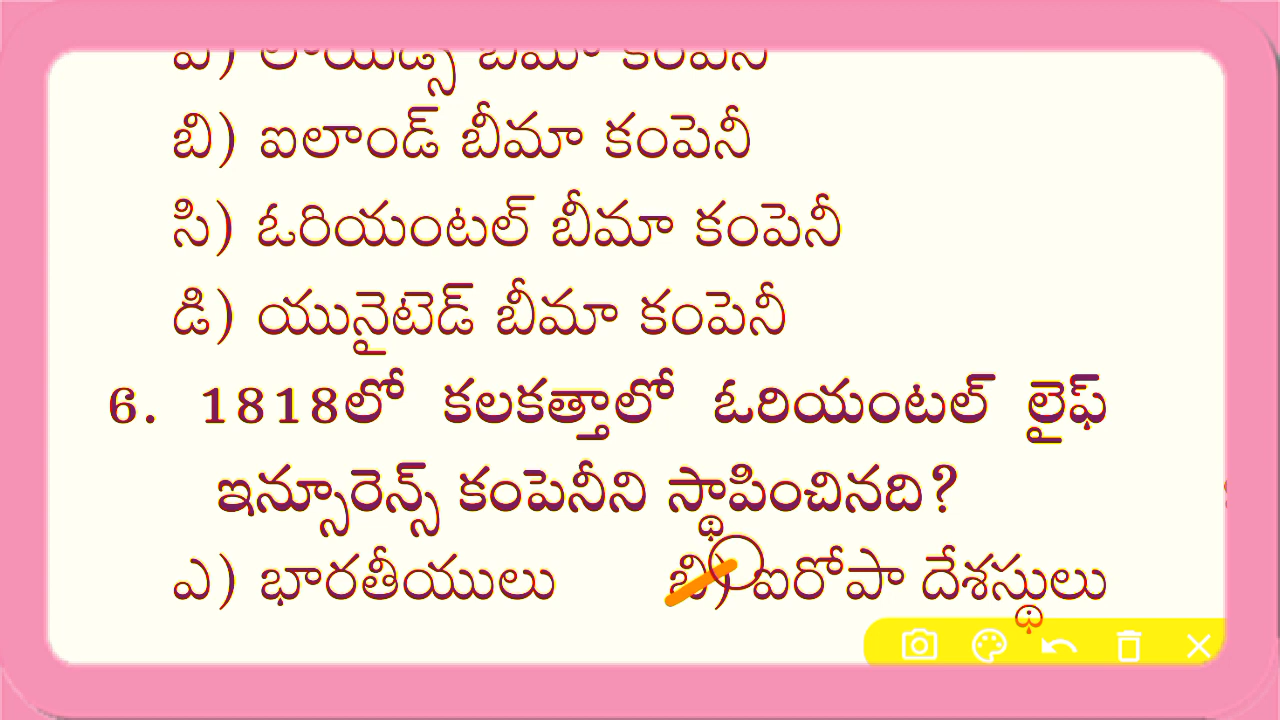 ఎ) లాయిడ్స్ బీమా కంపెనీ
బి) ఐలాండ్ బీమా కంపెనీ
సి) ఓరియంటల్ బీమా కంపెనీ
డి) యునైటెడ్ బీమా కంపెనీ
6. 1818లో కలకత్తాలో ఓరియంటల్ లైఫ్
ఇన్సూరెన్స్ కంపెనీని స్థాపించినది?
ఎ) భారతీయులు బి) ఐరోపా దేశస్థులు